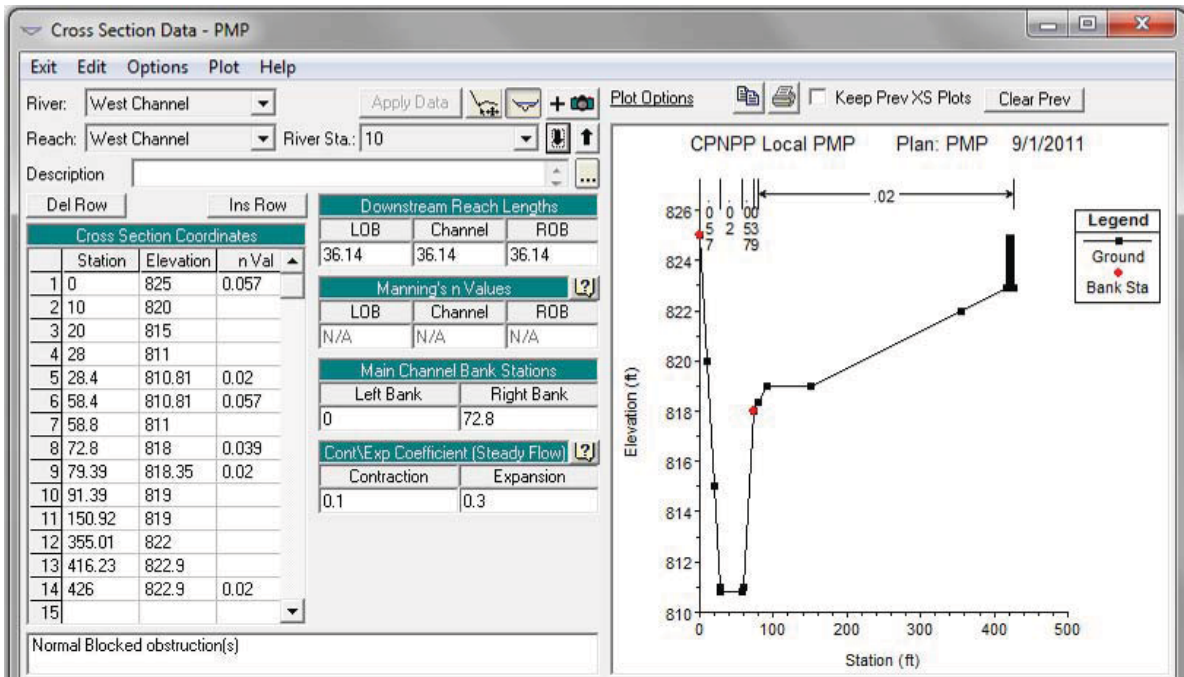 Cross Section Data - PMP
Exit Edit Options Plot Help
River: West Channel Apply Data
Reach: West Channel River Sta.: 10
Description ...
Del Row Ins Row
Cross Section Coordinates
Station Elevation n Val
1 0 825 0.057
2 10 820
3 20 815
4 28 811
5 28.4 810.81 0.02
6 58.4 810.81 0.057
7 58.8 811
8 72.8 818 0.039
9 79.39 818.35 0.02
10 91.39 819
11 150.92 819
12 355.01 822
13 416.23 822.9
14 426 822.9 0.02
15
Downstream Reach Lengths
LOB Channel ROB
36.14 36.14 36.14
Manning's n Values ?
LOB Channel ROB
N/A N/A N/A
Main Channel Bank Stations
Left Bank Right Bank
0 72.8
Cont\Exp Coefficient (Steady Flow) ?
Contraction Expansion
0.1 0.3
Normal Blocked obstruction(s)
Plot Options Keep Prev XS Plots Clear Prev
CPNPP Local PMP Plan: PMP 9/1/2011
.02
Legend
Ground
Bank Sta
826
824
822
820
818
816
814
812
810
Elevation (ft)
0 100 200 300 400 500
Station (ft)